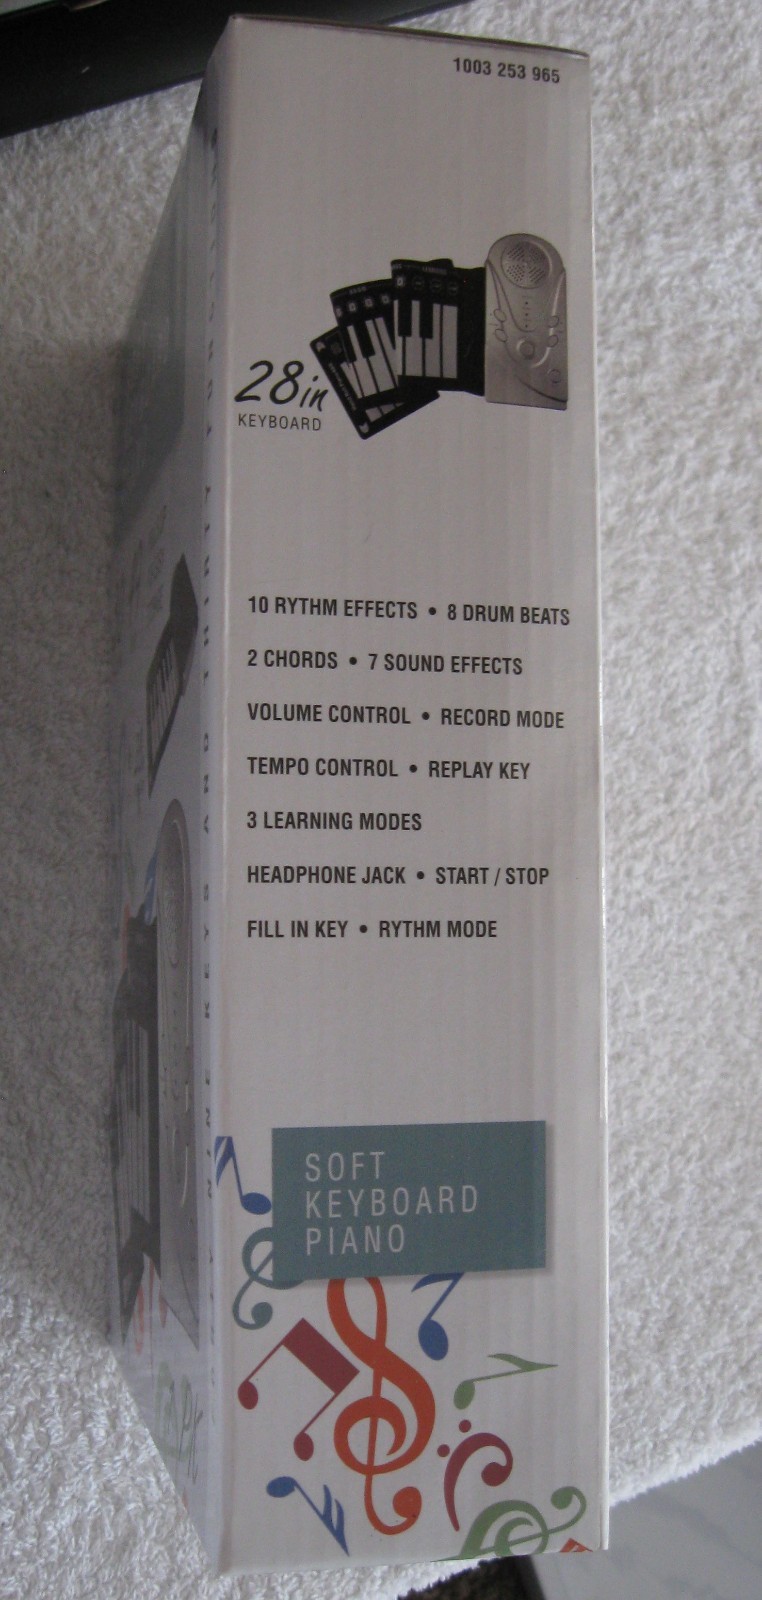 1003 253 965
28in
KEYBOARD
10 RYTHM EFFECTS • 8 DRUM BEATS
2 CHORDS • 7 SOUND EFFECTS
VOLUME CONTROL • RECORD MODE
TEMPO CONTROL • REPLAY KEY
3 LEARNING MODES
HEADPHONE JACK • START / STOP
FILL IN KEY • RYTHM MODE
SOFT
KEYBOARD
PIANO